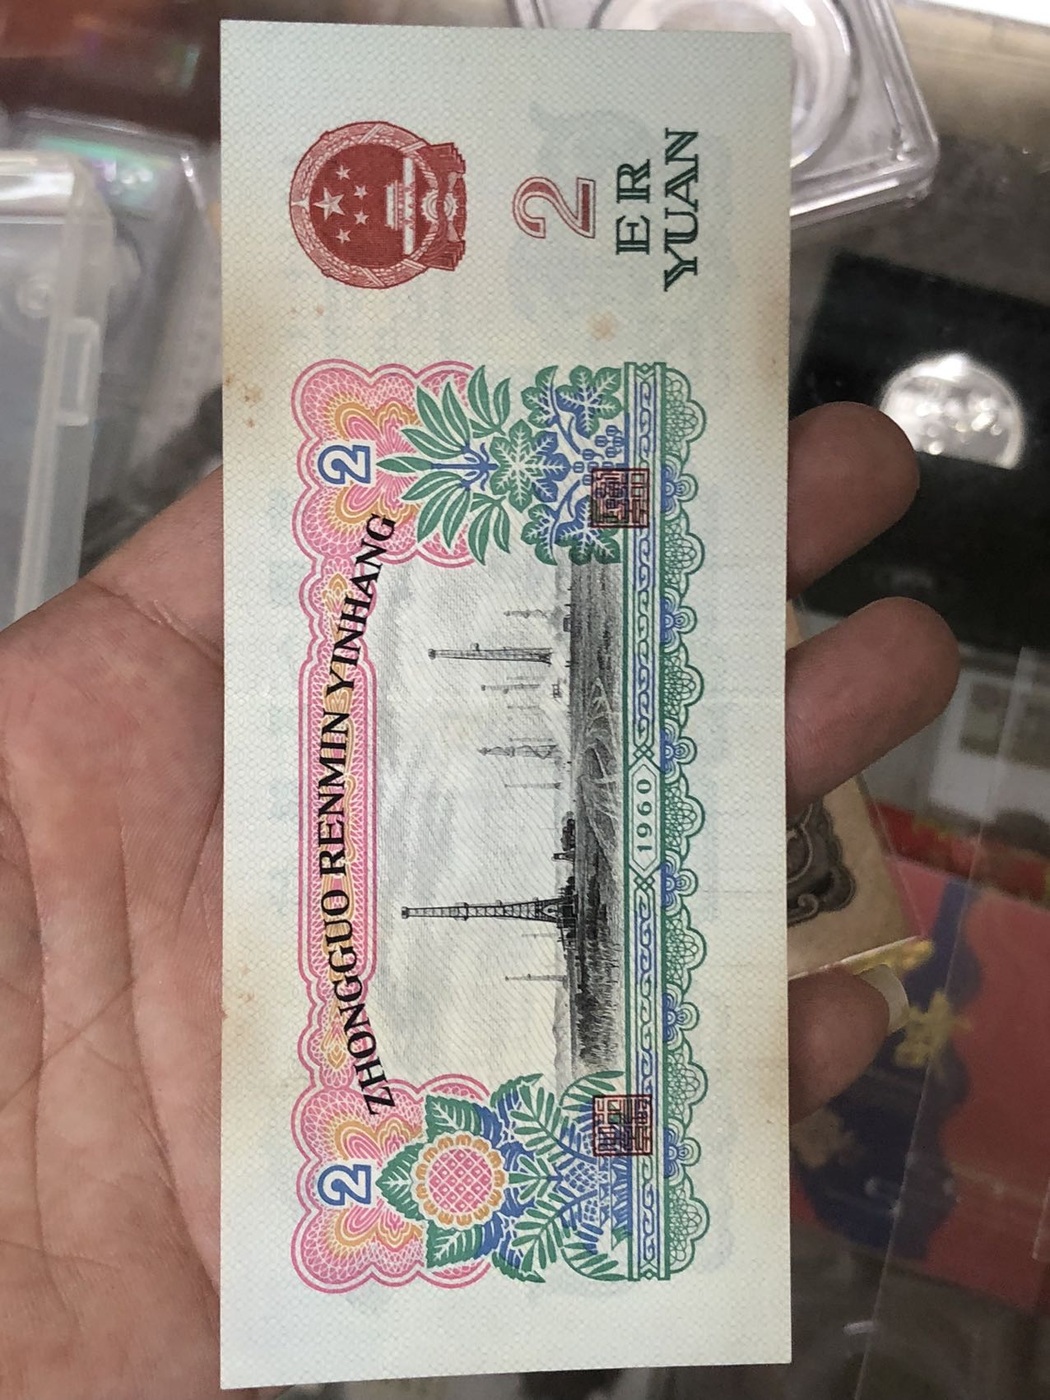 ZHONGGUO RENMIN YINHANG
2
2
1960
2
ER
YUAN